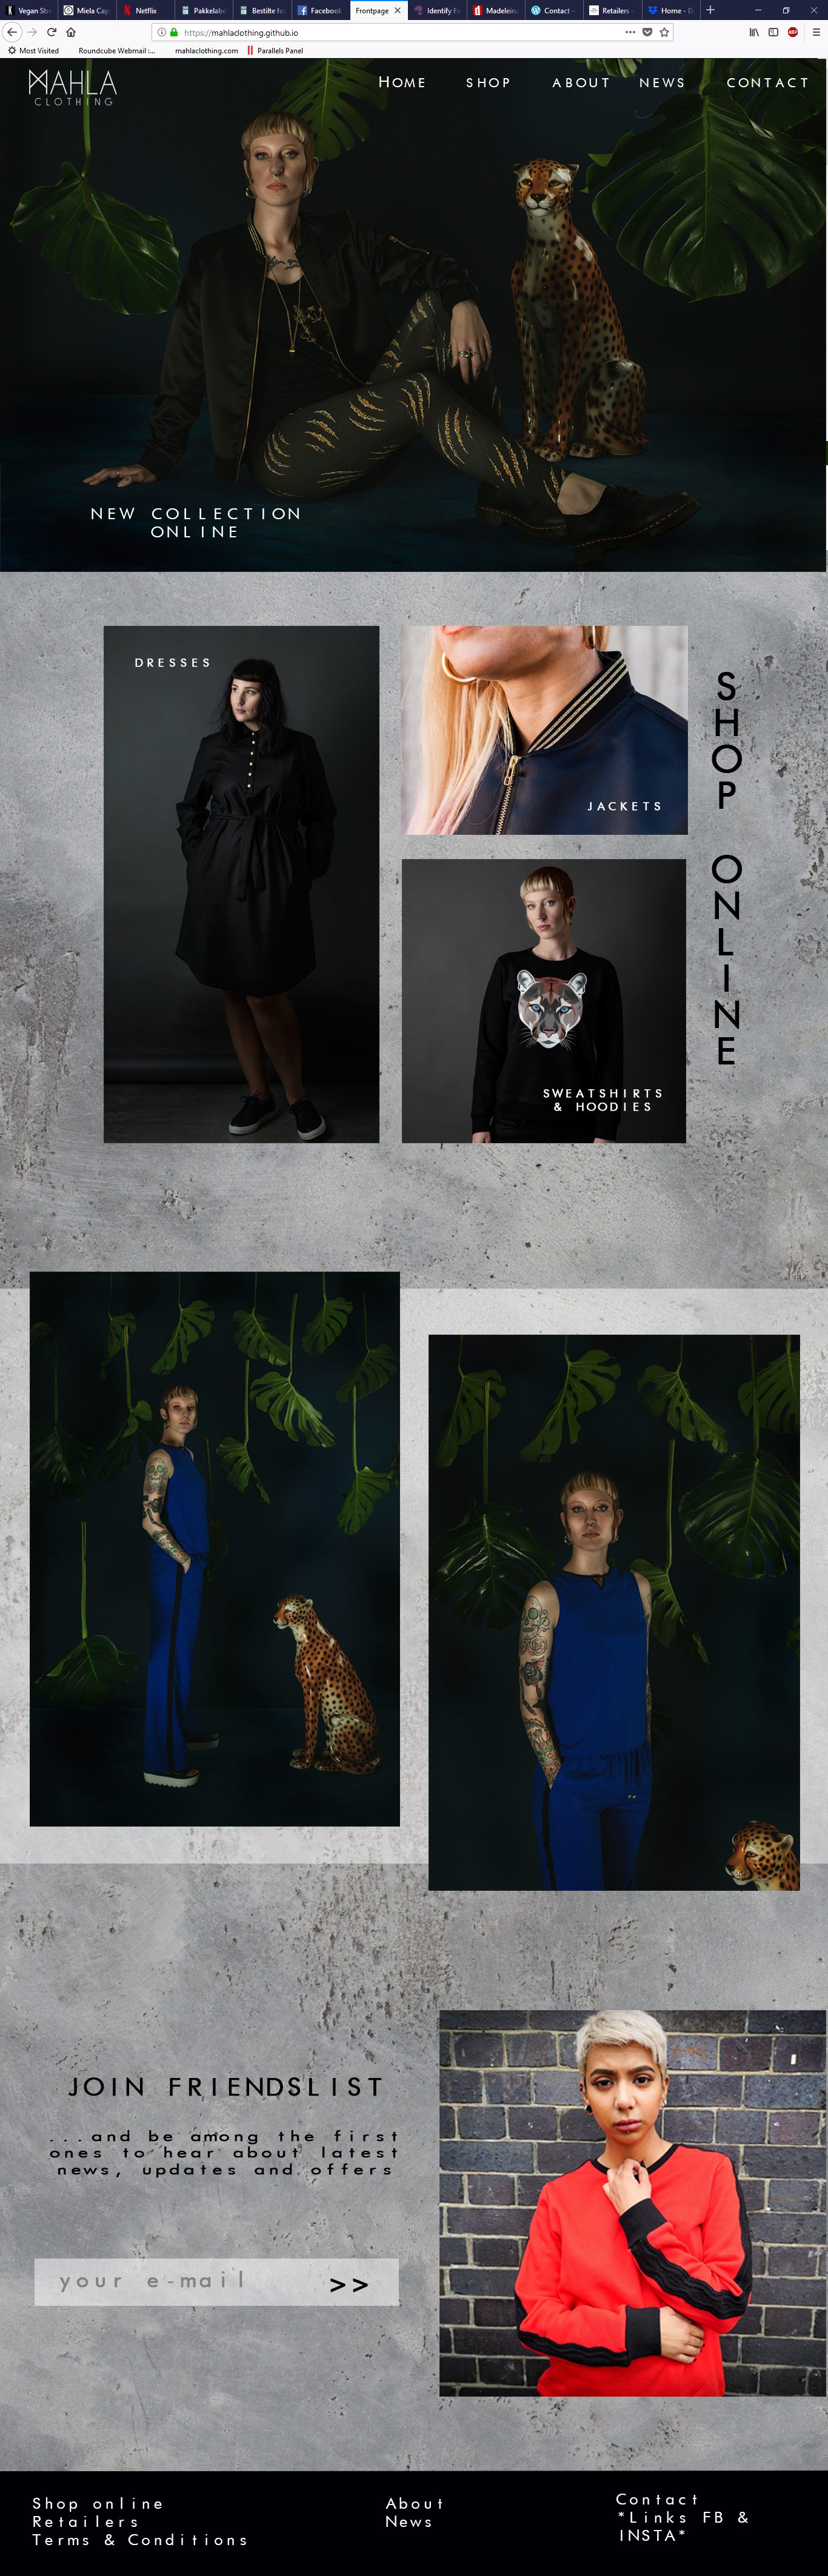 Vegan Str
Miela Cap
Netflix
Pakkelabe
Bestilte fø
Facebook
Frontpage
Identify Fo
Madeleine
Contact –
Retailers –
Home - D
https://mahlaclothing.github.io
Most Visited
Roundcube Webmail :...
mahlaclothing.com
Parallels Panel
MAHLA
CLOTHING
HOME
SHOP
ABOUT
NEWS
CONTACT
NEW COLLECTION
ONLINE
DRESSES
JACKETS
SWEATSHIRTS
& HOODIES
SHOP ONLINE
JOIN FRIENDSLIST
...and be among the first
ones to hear about latest
news, updates and offers
your e-mail
>>
Shop online
Retailers
Terms & Conditions
About
News
Contact
*Links FB &
INSTA*